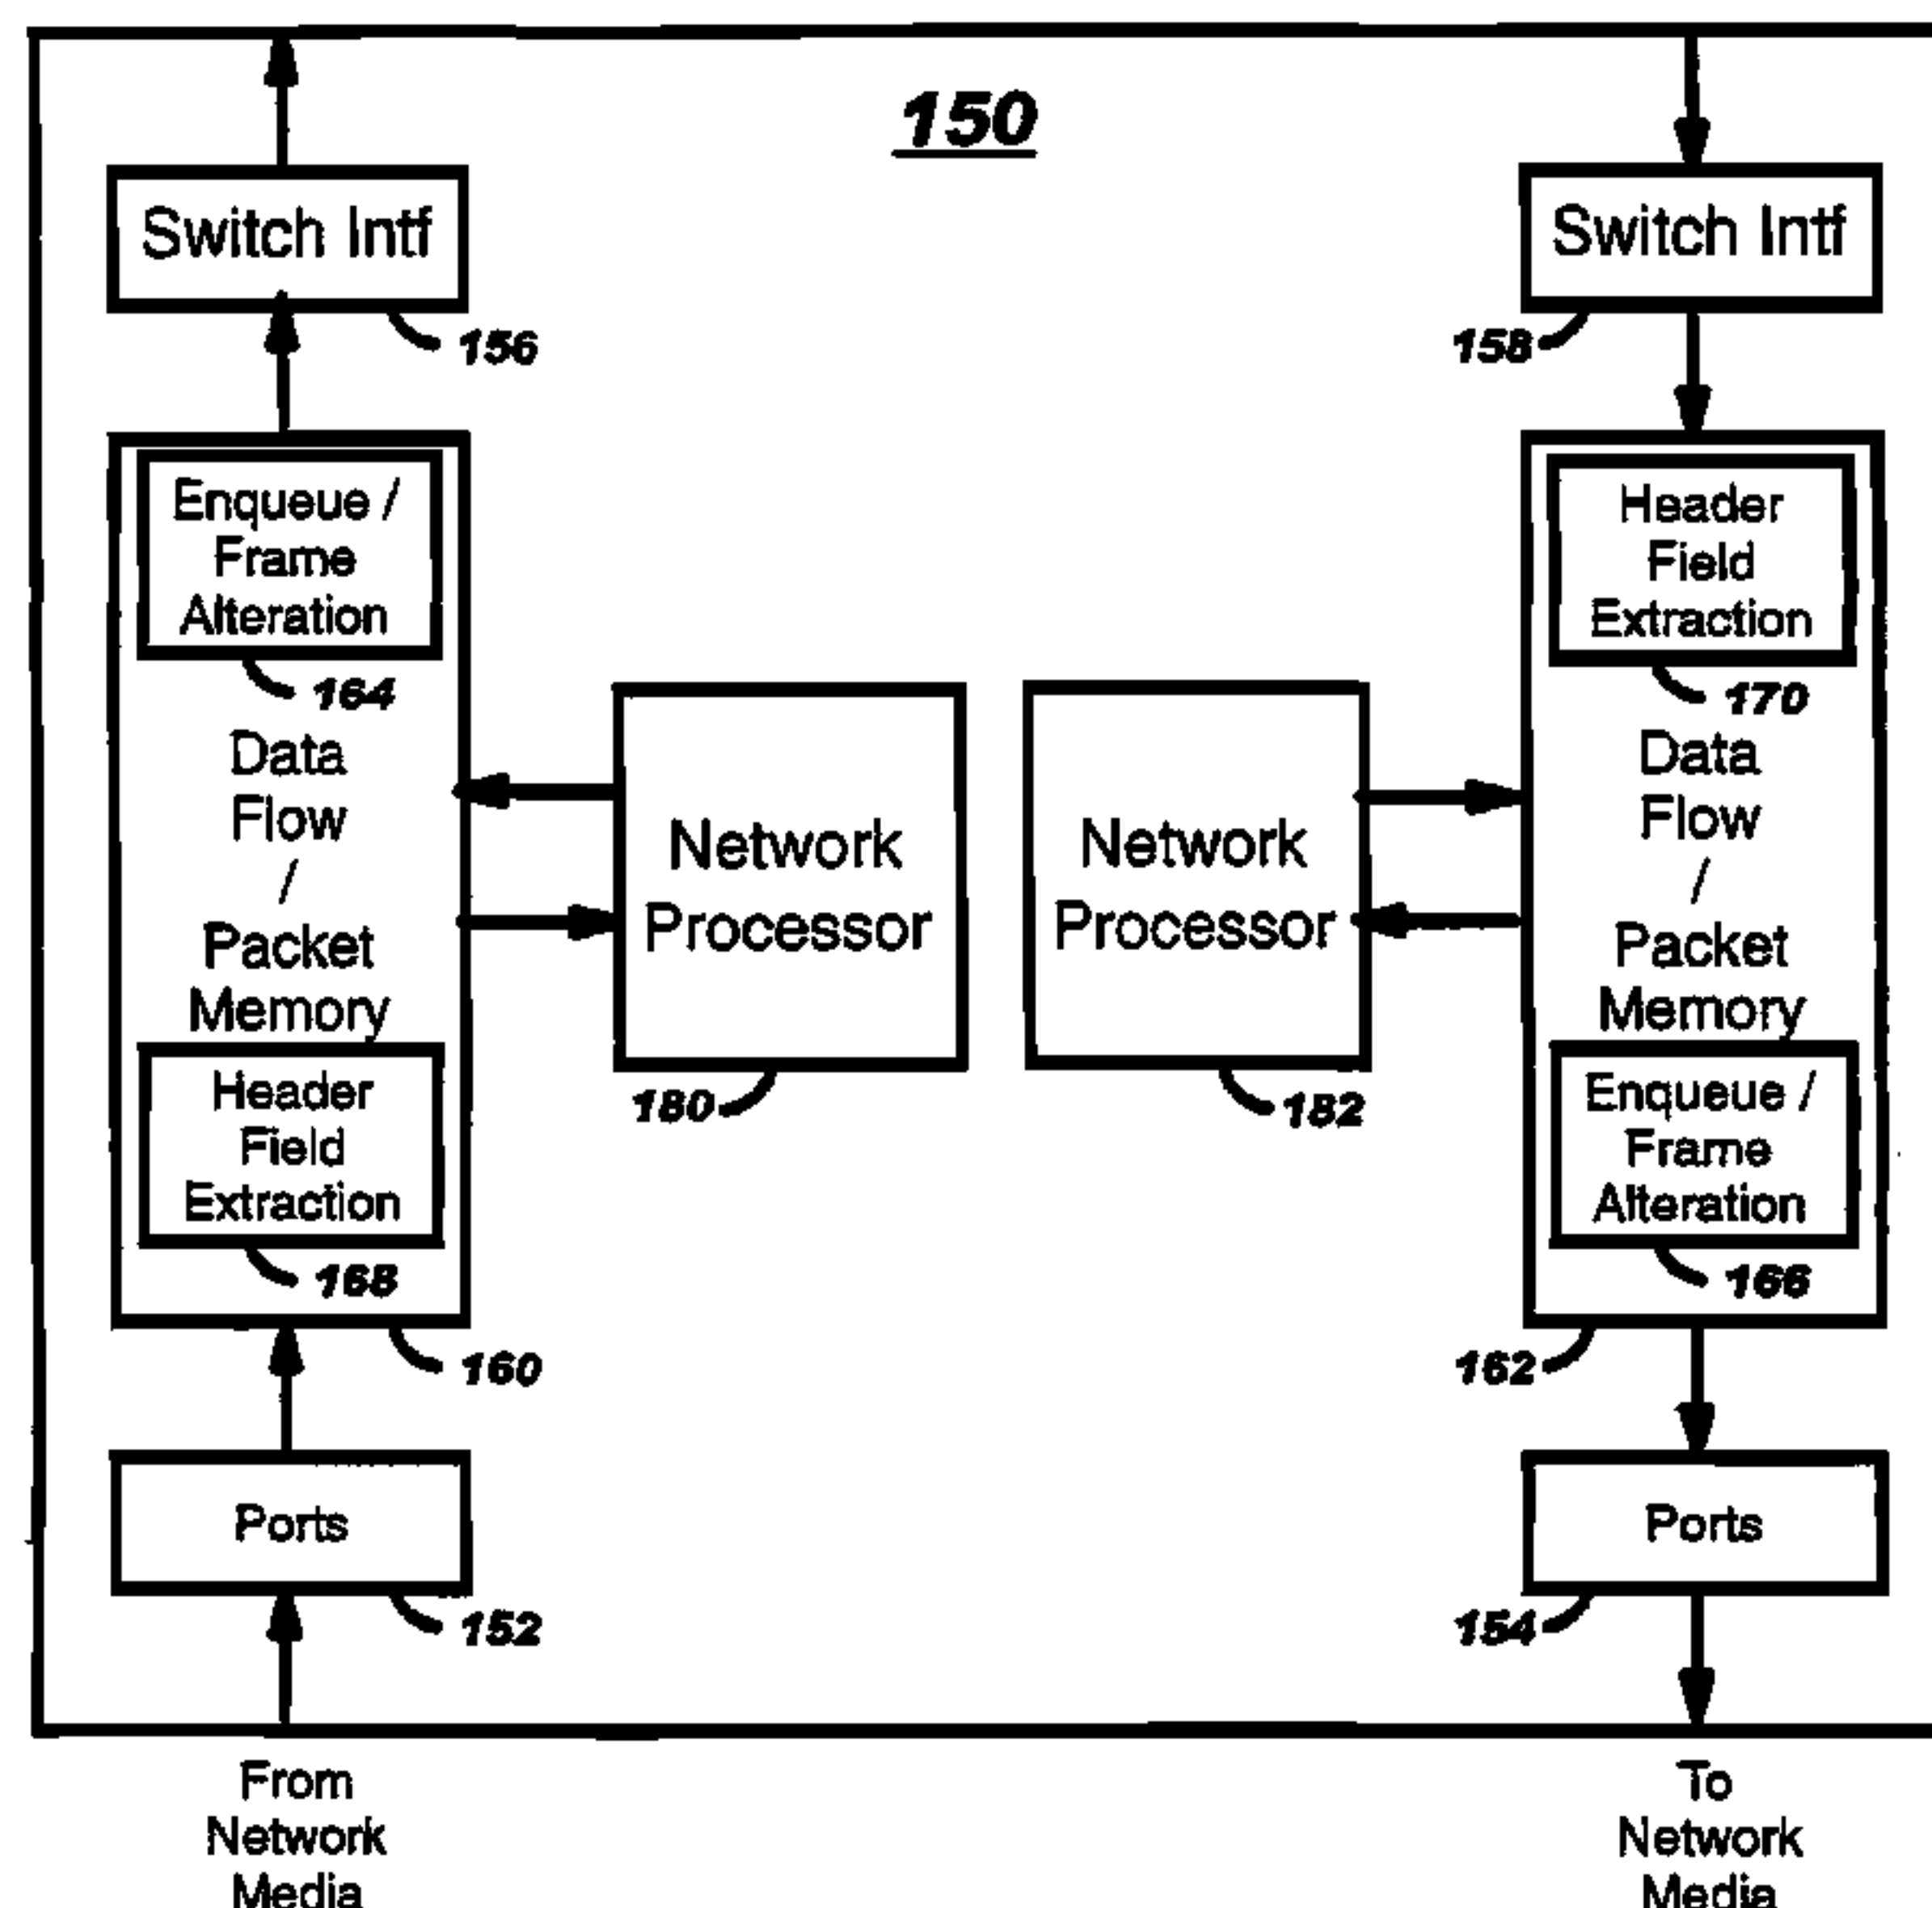 150
Switch Intf
156
Enqueue /
Frame
Alteration
164
Data
Flow
/
Packet
Memory
Header
Field
Extraction
168
160
Ports
152
From
Network
Media
Network
Processor
180
Network
Processor
182
Switch Intf
158
Header
Field
Extraction
170
Data
Flow
/
Packet
Memory
Enqueue /
Frame
Alteration
166
162
Ports
154
To
Network
Media